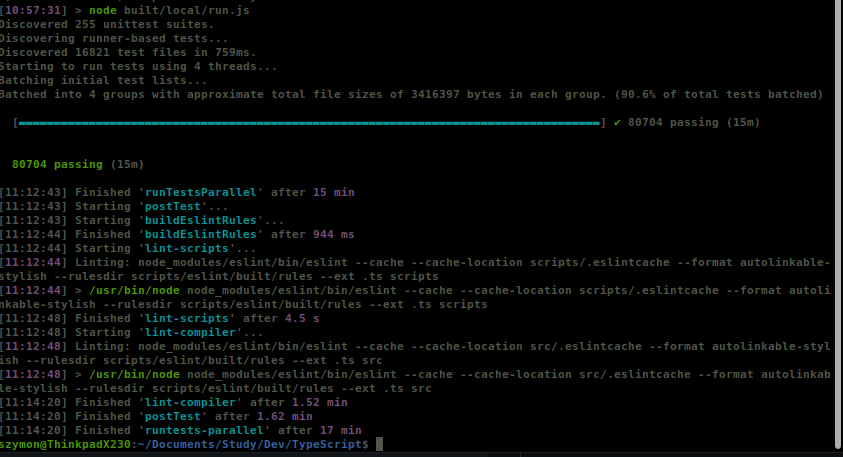 [10:57:31] > node built/local/run.js
Discovered 255 unittest suites.
Discovering runner-based tests...
Discovered 16821 test files in 759ms.
Starting to run tests using 4 threads...
Batching initial test lists...
Batched into 4 groups with approximate total file sizes of 3416397 bytes in each group. (90.6% of total tests batched)
[] ✔ 80704 passing (15m)
80704 passing (15m)
[11:12:43] Finished 'runTestsParallel' after 15 min
[11:12:43] Starting 'postTest'...
[11:12:43] Starting 'buildEslintRules'...
[11:12:44] Finished 'buildEslintRules' after 944 ms
[11:12:44] Starting 'lint-scripts'...
[11:12:44] Linting: node_modules/eslint/bin/eslint --cache --cache-location scripts/.eslintcache --format autolinkable-
stylish --rulesdir scripts/eslint/built/rules --ext .ts scripts
[11:12:44] > /usr/bin/node node_modules/eslint/bin/eslint --cache --cache-location scripts/.eslintcache --format autoli
nkable-stylish --rulesdir scripts/eslint/built/rules --ext .ts scripts
[11:12:48] Finished 'lint-scripts' after 4.5 s
[11:12:48] Starting 'lint-compiler'...
[11:12:48] Linting: node_modules/eslint/bin/eslint --cache --cache-location src/.eslintcache --format autolinkable-styl
ish --rulesdir scripts/eslint/built/rules --ext .ts src
[11:12:48] > /usr/bin/node node_modules/eslint/bin/eslint --cache --cache-location src/.eslintcache --format autolinkab
le-stylish --rulesdir scripts/eslint/built/rules --ext .ts src
[11:14:20] Finished 'lint-compiler' after 1.52 min
[11:14:20] Finished 'postTest' after 1.62 min
[11:14:20] Finished 'runtests-parallel' after 17 min
szymon@ThinkpadX230:~/Documents/Study/Dev/TypeScript$